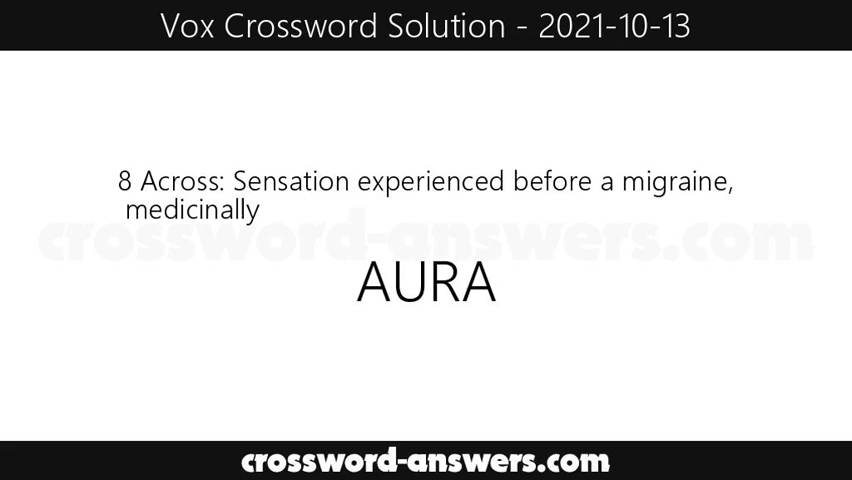 Vox Crossword Solution - 2021-10-13
8 Across: Sensation experienced before a migraine,
medicinally
crossword-answers.com
AURA
crossword-answers.com